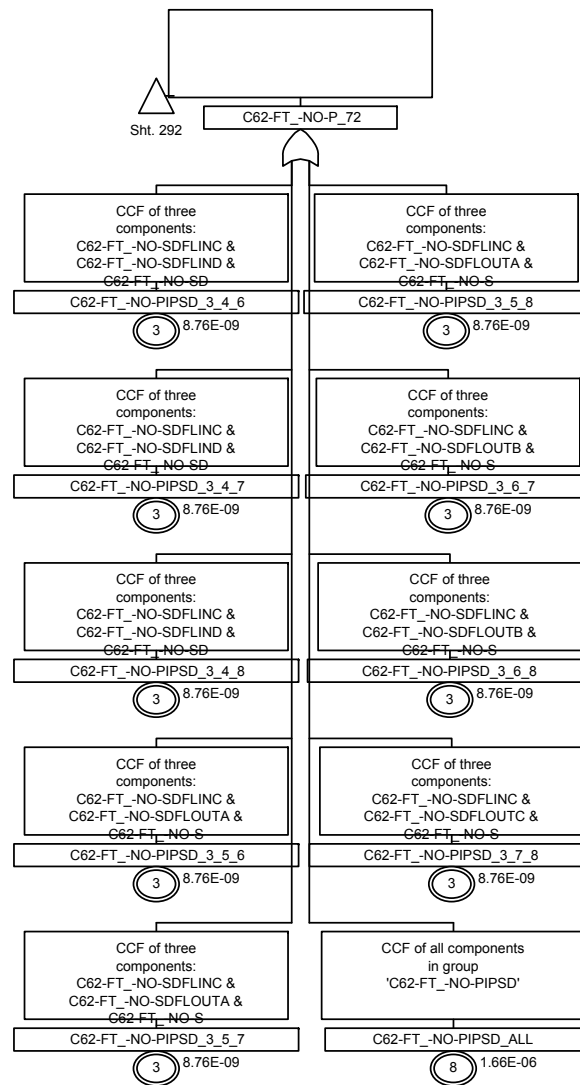 Sht. 292
C62-FT_-NO-P_72
CCF of three
components:
C62-FT_-NO-SDFLINC &
C62-FT_-NO-SDFLIND &
C62-FT_-NO-SD
C62-FT_-NO-PIPSD_3_4_6
3
8.76E-09
CCF of three
components:
C62-FT_-NO-SDFLINC &
C62-FT_-NO-SDFLOUTA &
C62-FT_-NO-S
C62-FT_-NO-PIPSD_3_5_8
3
8.76E-09
CCF of three
components:
C62-FT_-NO-SDFLINC &
C62-FT_-NO-SDFLIND &
C62-FT_-NO-SD
C62-FT_-NO-PIPSD_3_4_7
3
8.76E-09
CCF of three
components:
C62-FT_-NO-SDFLINC &
C62-FT_-NO-SDFLOUTB &
C62-FT_-NO-S
C62-FT_-NO-PIPSD_3_6_7
3
8.76E-09
CCF of three
components:
C62-FT_-NO-SDFLINC &
C62-FT_-NO-SDFLIND &
C62-FT_-NO-SD
C62-FT_-NO-PIPSD_3_4_8
3
8.76E-09
CCF of three
components:
C62-FT_-NO-SDFLINC &
C62-FT_-NO-SDFLOUTB &
C62-FT_-NO-S
C62-FT_-NO-PIPSD_3_6_8
3
8.76E-09
CCF of three
components:
C62-FT_-NO-SDFLINC &
C62-FT_-NO-SDFLOUTA &
C62-FT_-NO-S
C62-FT_-NO-PIPSD_3_5_6
3
8.76E-09
CCF of three
components:
C62-FT_-NO-SDFLINC &
C62-FT_-NO-SDFLOUTC &
C62-FT_-NO-S
C62-FT_-NO-PIPSD_3_7_8
3
8.76E-09
CCF of three
components:
C62-FT_-NO-SDFLINC &
C62-FT_-NO-SDFLOUTA &
C62-FT_-NO-S
C62-FT_-NO-PIPSD_3_5_7
3
8.76E-09
CCF of all components
in group
'C62-FT_-NO-PIPSD'
C62-FT_-NO-PIPSD_ALL
8
1.66E-06